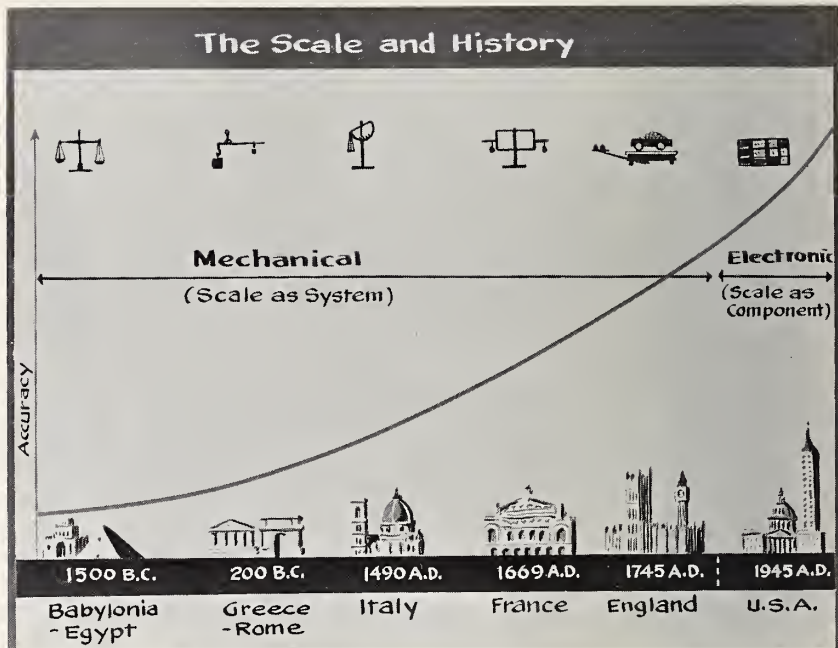 The Scale and History
Mechanical
(Scale as System)
Electronic
(Scale as
Component)
Accuracy
1500 B.C.
200 B.C.
1490 A.D.
1669 A.D.
1745 A.D.
1945 A.D.
Babylonia
- Egypt
Greece
- Rome
Italy
France
England
U.S.A.